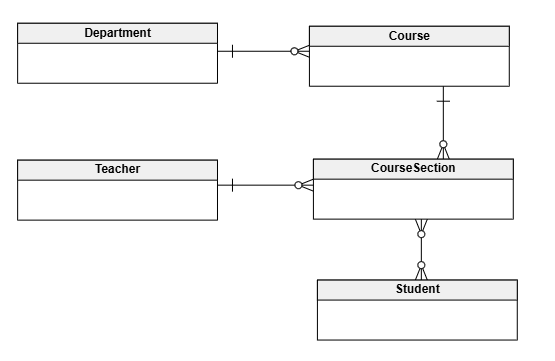 Department
Course
Teacher
CourseSection
Student